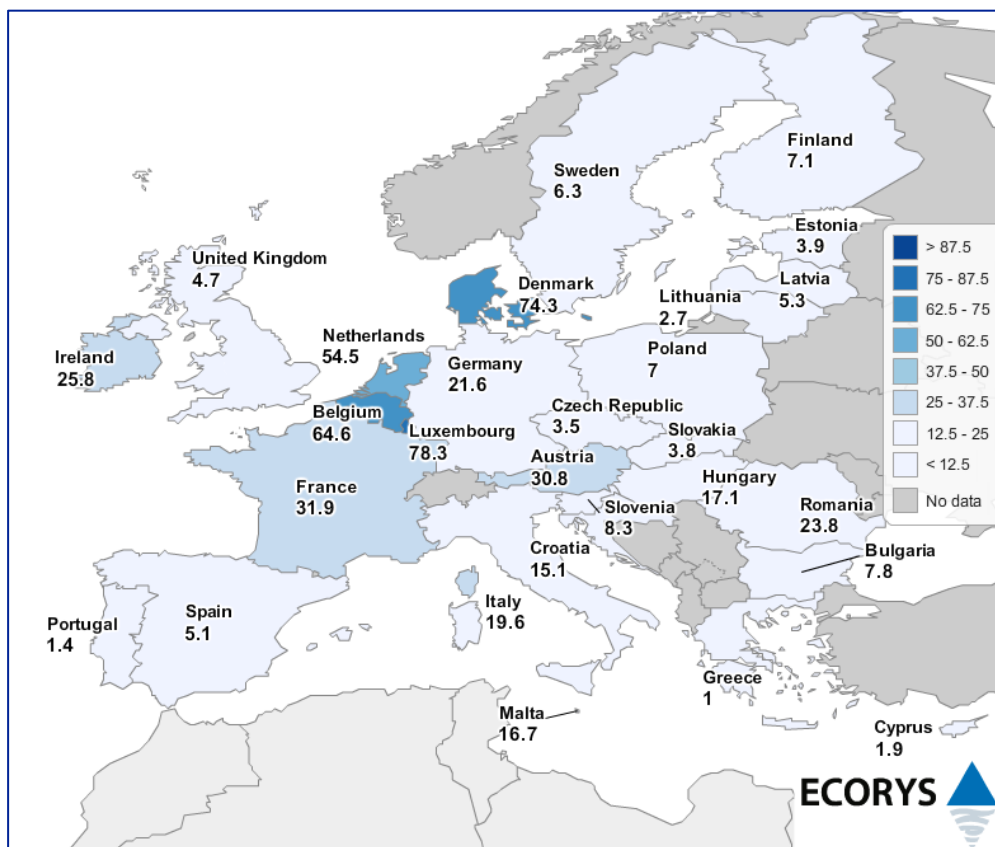 Finland
7.1
Sweden
6.3
Estonia
3.9
United Kingdom
4.7
Latvia
5.3
Denmark
74.3
Lithuania
2.7
Netherlands
54.5
Ireland
25.8
Germany
21.6
Poland
7
Belgium
64.6
Czech Republic
3.5
Luxembourg
78.3
Slovakia
3.8
Austria
30.8
France
31.9
Hungary
17.1
Slovenia
8.3
Romania
23.8
Croatia
15.1
Bulgaria
7.8
Portugal
1.4
Spain
5.1
Italy
19.6
Greece
1
Malta
16.7
Cyprus
1.9
> 87.5
75 - 87.5
62.5 - 75
50 - 62.5
37.5 - 50
25 - 37.5
12.5 - 25
< 12.5
No data
ECORYS